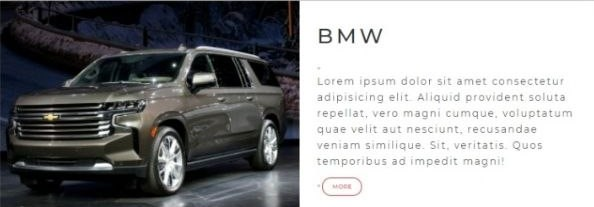 BMW
Lorem ipsum dolor sit amet consectetur
adipisicing elit. Aliquid provident soluta
repellat, vero magni cumque, voluptatum
quae velit aut nesciunt, recusandae
veniam similique. Sit, veritatis. Quos
temporibus ad impedit magni!
MORE